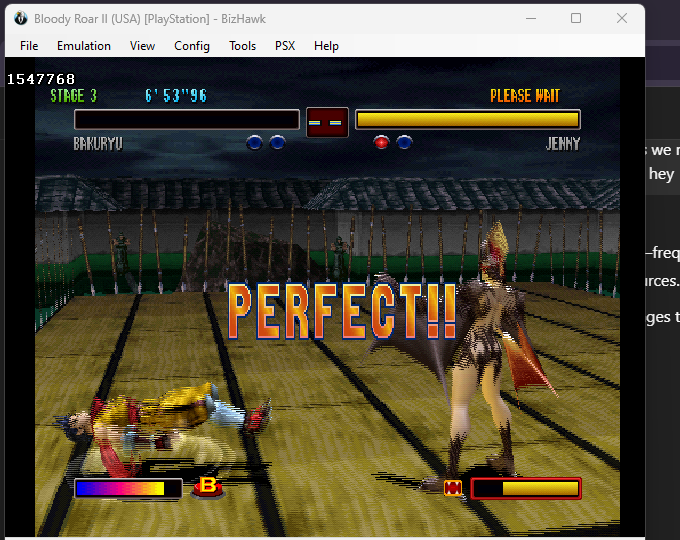 Bloody Roar II (USA) [PlayStation] - BizHawk
File Emulation View Config Tools PSX Help
1547768
STAGE 3 6'53"96 PLEASE WAIT
BAKURYU JENNY
PERFECT!!
B
s we
hey
–freq
urces.
ges t